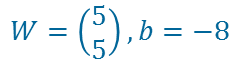 W = (5 5), b = −8